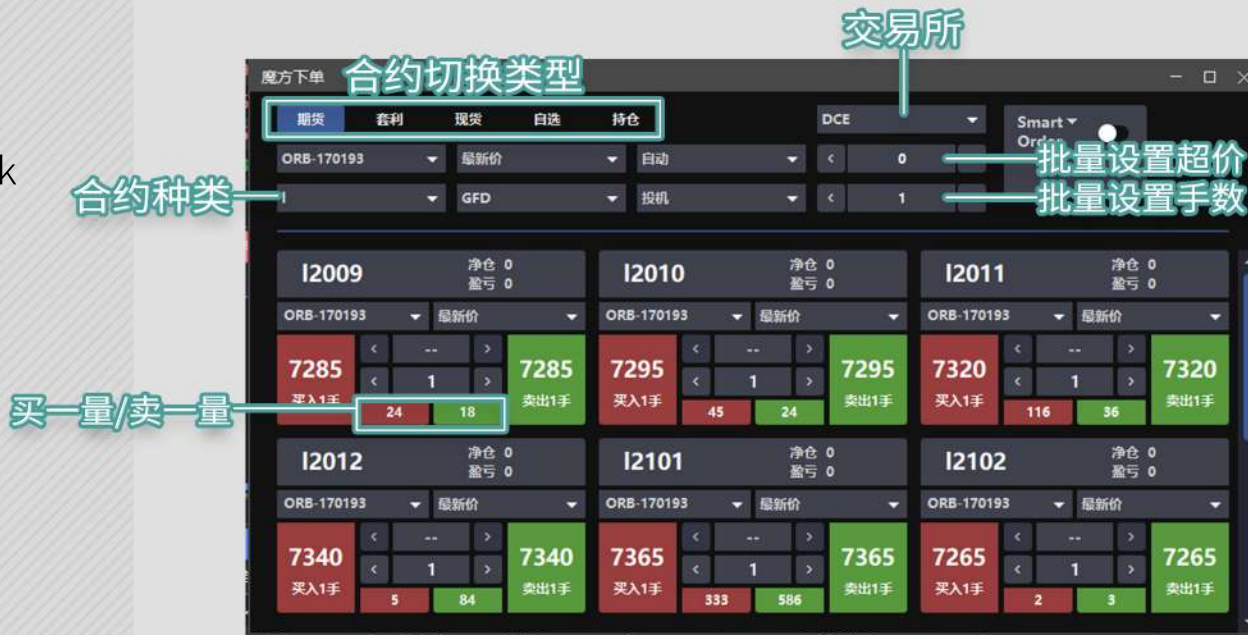 交易所
魔方下单
合约切换类型
期货 套利 现货 自选 持仓
DCE
Smart
ORB-170193 最新价 自动 < 0
批量设置超价
k
合约种类
l GFD 投机 < 1
批量设置手数
l2009 净仓 0
盈亏 0
l2010 净仓 0
盈亏 0
l2011 净仓 0
盈亏 0
ORB-170193 最新价
ORB-170193 最新价
ORB-170193 最新价
7285 < -- > 7285
买入1手 < 1 > 卖出1手
24 18
7295 < -- > 7295
买入1手 < 1 > 卖出1手
45 24
7320 < -- > 7320
买入1手 < 1 > 卖出1手
116 36
买一量/卖一量
l2012 净仓 0
盈亏 0
l2101 净仓 0
盈亏 0
l2102 净仓 0
盈亏 0
ORB-170193 最新价
ORB-170193 最新价
ORB-170193 最新价
7340 < -- > 7340
买入1手 < 1 > 卖出1手
5 84
7365 < -- > 7365
买入1手 < 1 > 卖出1手
333 586
7265 < -- > 7265
买入1手 < 1 > 卖出1手
2 3